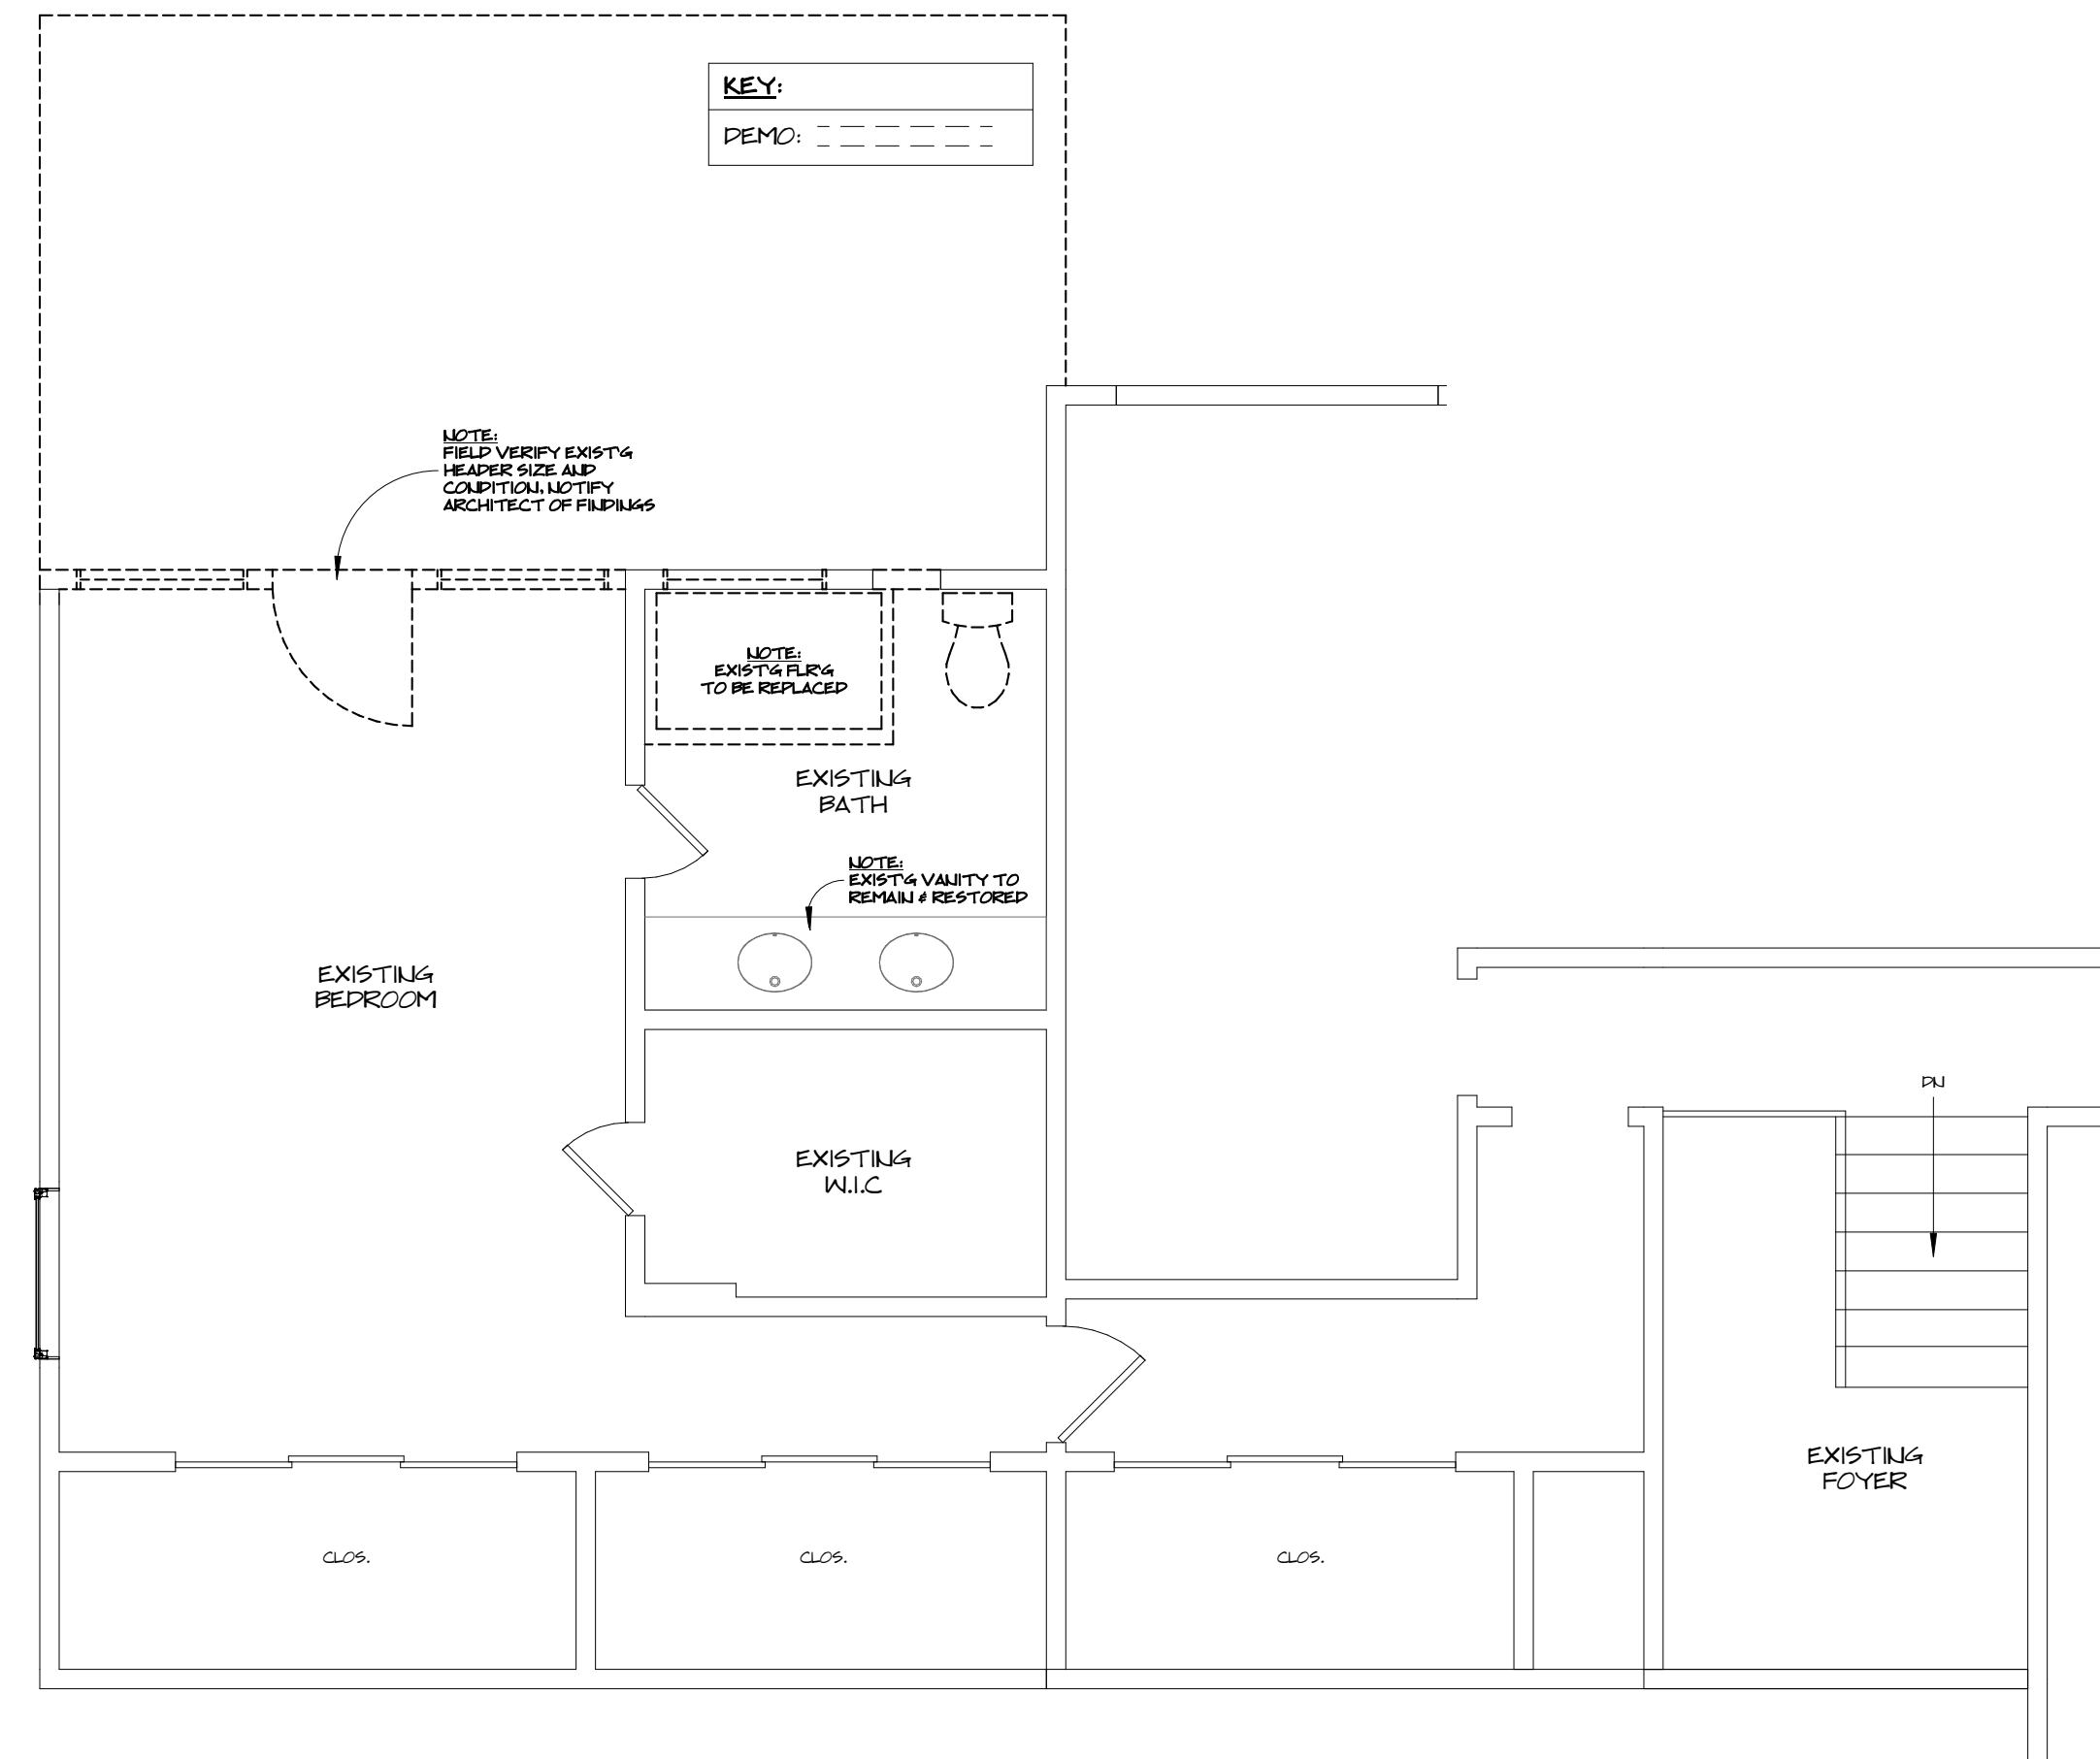 KEY:
DEMO:
NOTE:
FIELD VERIFY EXIST'G
HEADER SIZE AND
CONDITION, NOTIFY
ARCHITECT OF FINDINGS
NOTE:
EXIST'G FLR'G
TO BE REPLACED
EXISTING
BATH
NOTE:
EXIST'G VANITY TO
REMAIN & RESTORED
EXISTING
BEDROOM
DN
EXISTING
W.I.C
EXISTING
FOYER
CLOS.
CLOS.
CLOS.